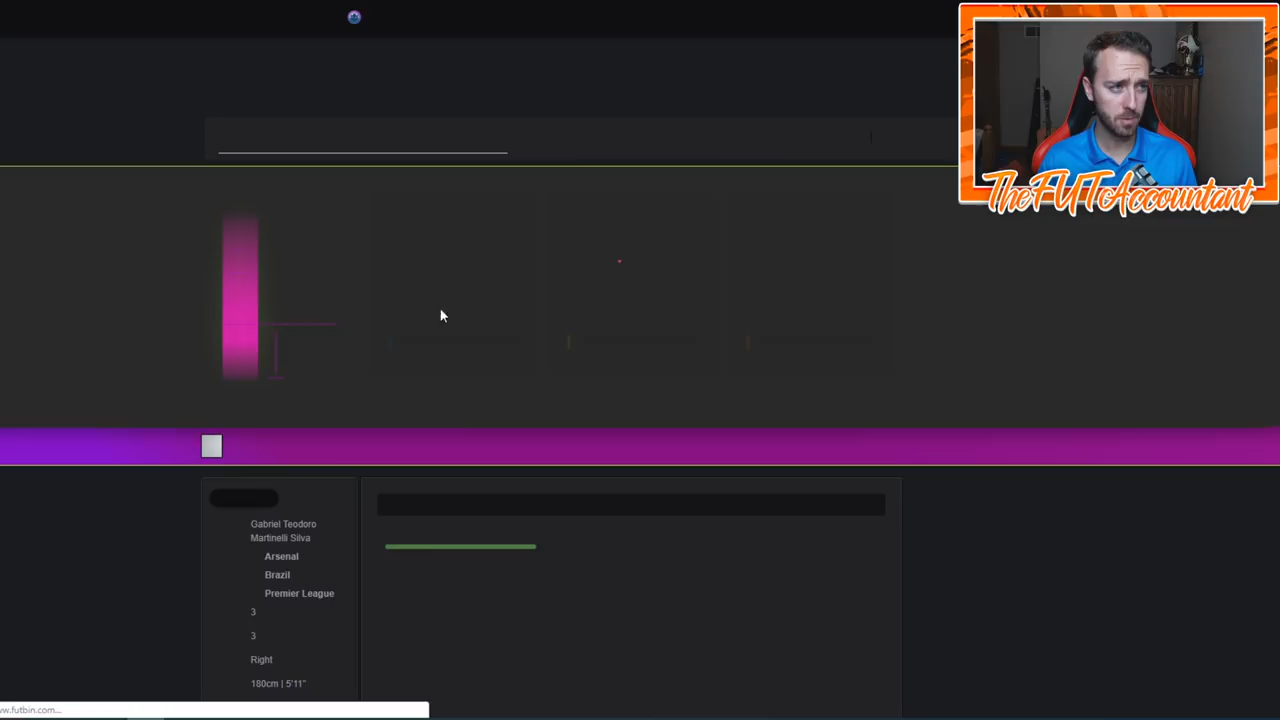 TheFUTAccountant
Gabriel Teodoro
Martinelli Silva
Arsenal
Brazil
Premier League
3
3
Right
180cm | 5'11"
ww.futbin.com...